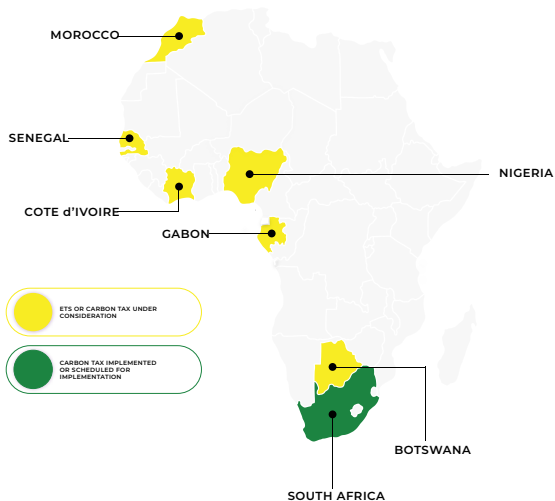 MOROCCO
SENEGAL
NIGERIA
COTE d'IVOIRE
GABON
ETS OR CARBON TAX UNDER
CONSIDERATION
CARBON TAX IMPLEMENTED
OR SCHEDULED FOR
IMPLEMENTATION
BOTSWANA
SOUTH AFRICA